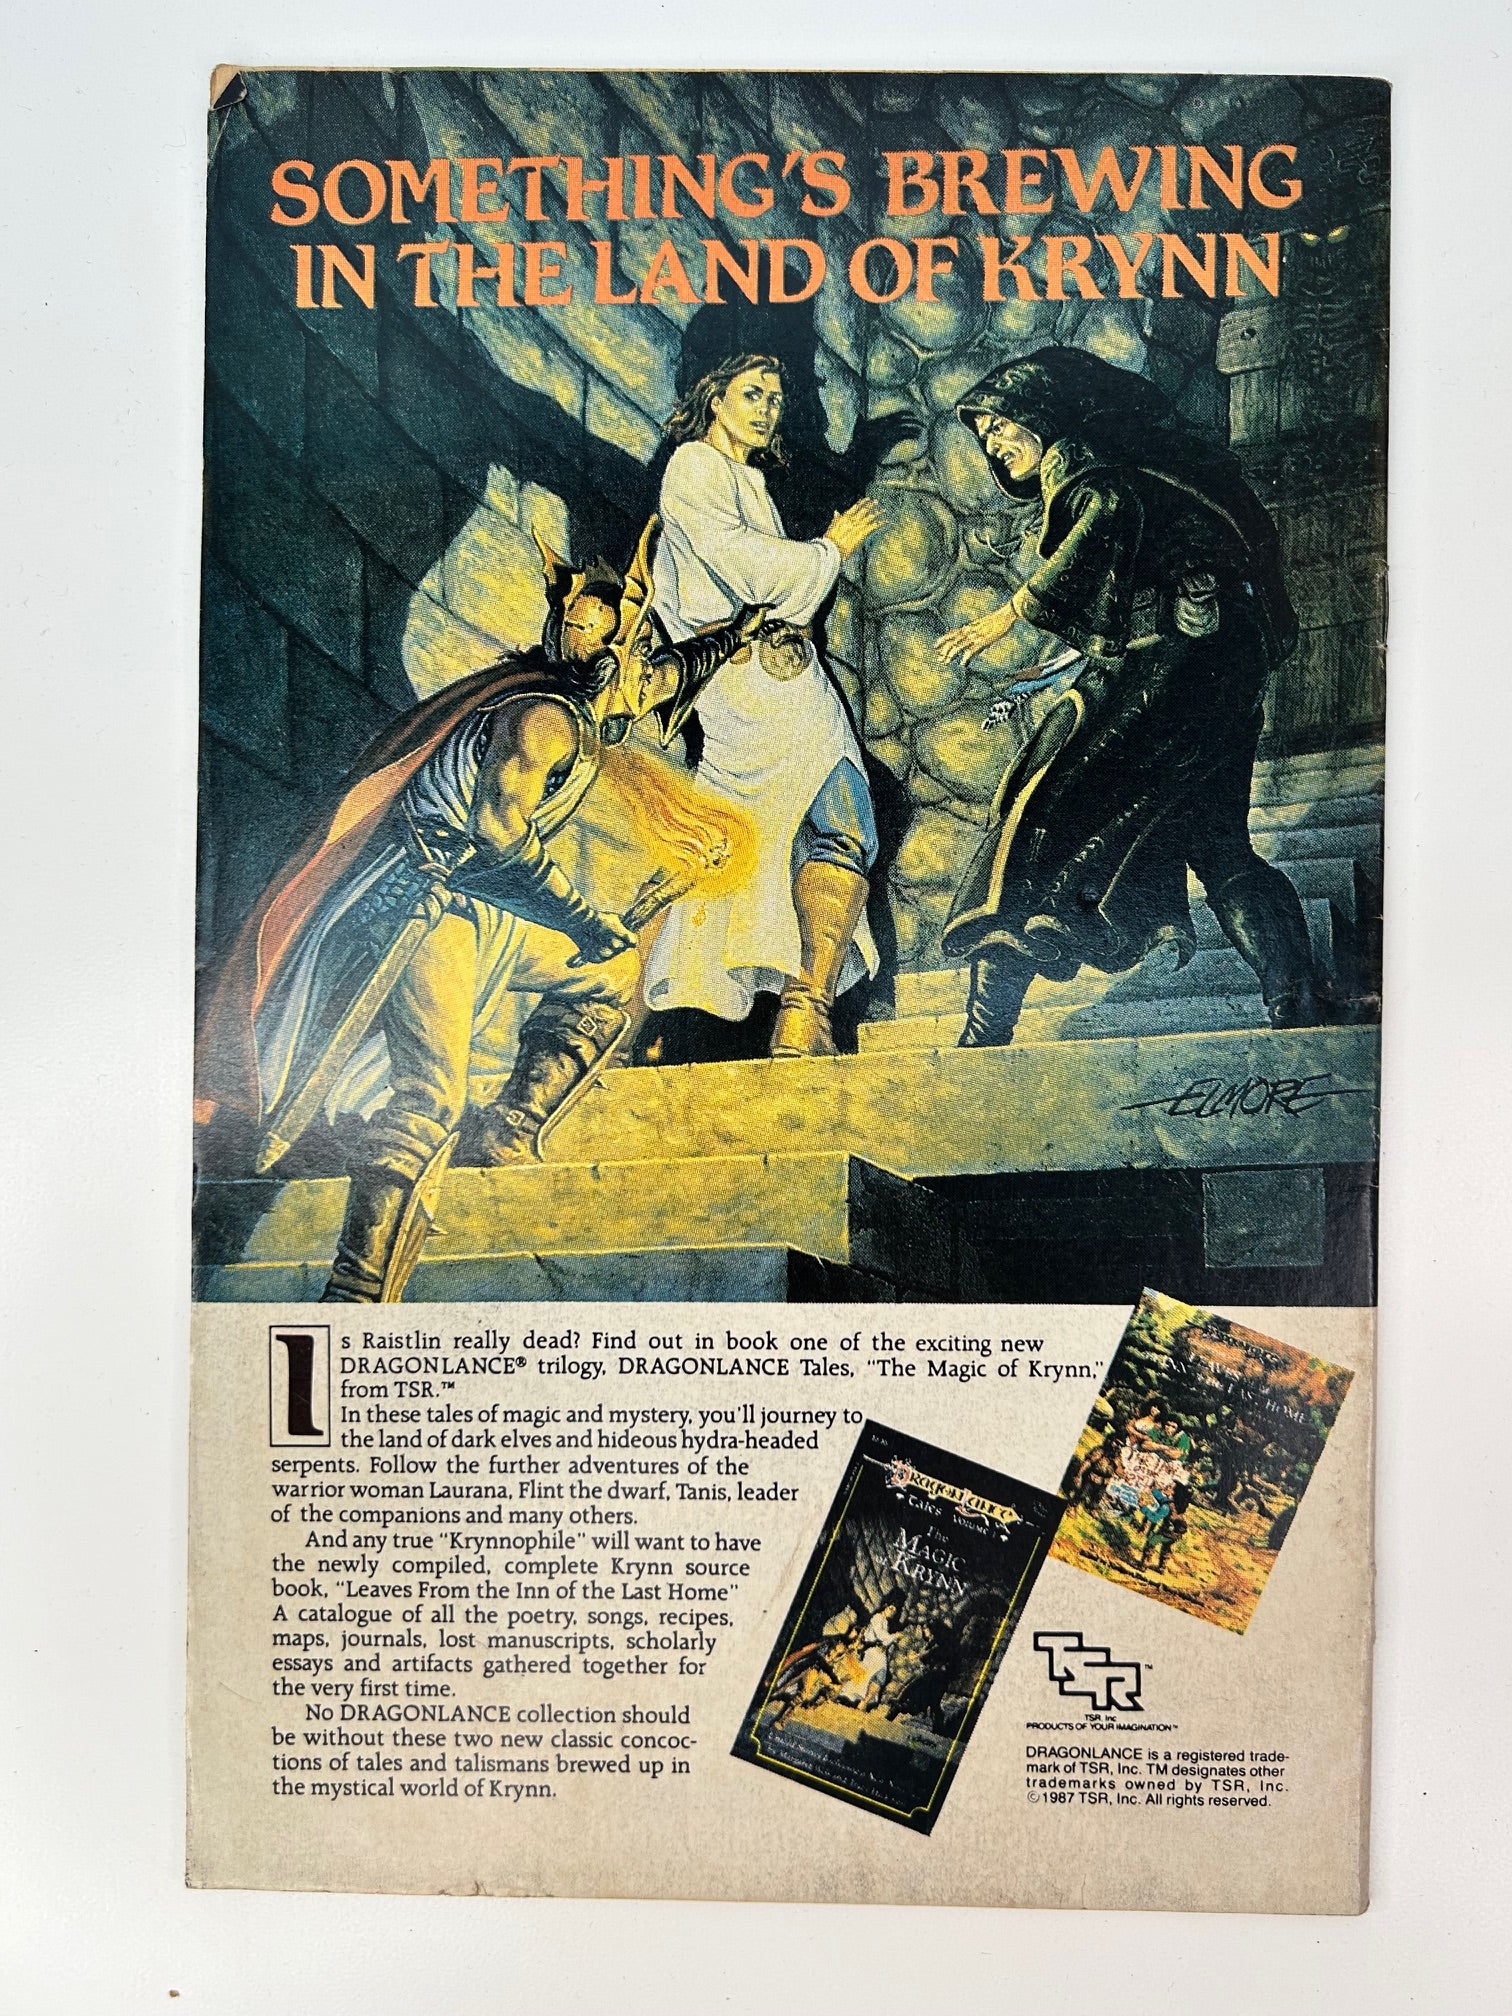 SOMETHING'S BREWING
IN THE LAND OF KRYNN
ELMORE
Is Raistlin really dead? Find out in book one of the exciting new
DRAGONLANCE® trilogy, DRAGONLANCE Tales, "The Magic of Krynn,"
from TSR.™
In these tales of magic and mystery, you'll journey to
the land of dark elves and hideous hydra-headed
serpents. Follow the further adventures of the
warrior woman Laurana, Flint the dwarf, Tanis, leader
of the companions and many others.
And any true "Krynnophile" will want to have
the newly compiled, complete Krynn source
book, "Leaves From the Inn of the Last Home"
A catalogue of all the poetry, songs, recipes,
maps, journals, lost manuscripts, scholarly
essays and artifacts gathered together for
the very first time.
No DRAGONLANCE collection should
be without these two new classic concoc-
tions of tales and talismans brewed up in
the mystical world of Krynn.
DRAGONLANCE
Tales Volume 1
The
MAGIC
of KRYNN
TSR™
TSR, Inc.
PRODUCTS OF YOUR IMAGINATION™
DRAGONLANCE is a registered trade-
mark of TSR, Inc. TM designates other
trademarks owned by TSR, Inc.
©1987 TSR, Inc. All rights reserved.